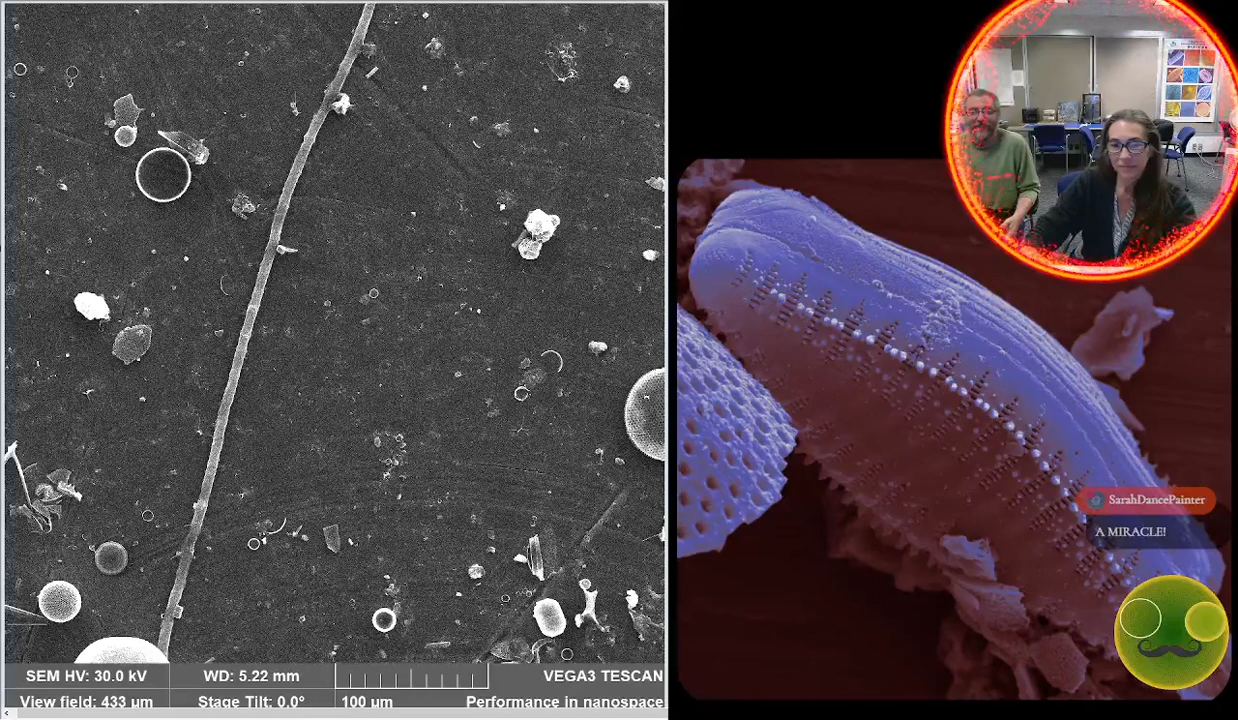 SEM HV: 30.0 kV
WD: 5.22 mm
VEGA3 TESCAN
View field: 433 µm
Stage Tilt: 0.0°
100 µm
Performance in nanospace
SarahDancePainter
A MIRACLE!